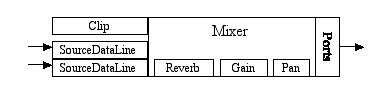 Clip
Mixer
SourceDataLine
SourceDataLine
Reverb
Gain
Pan
Ports